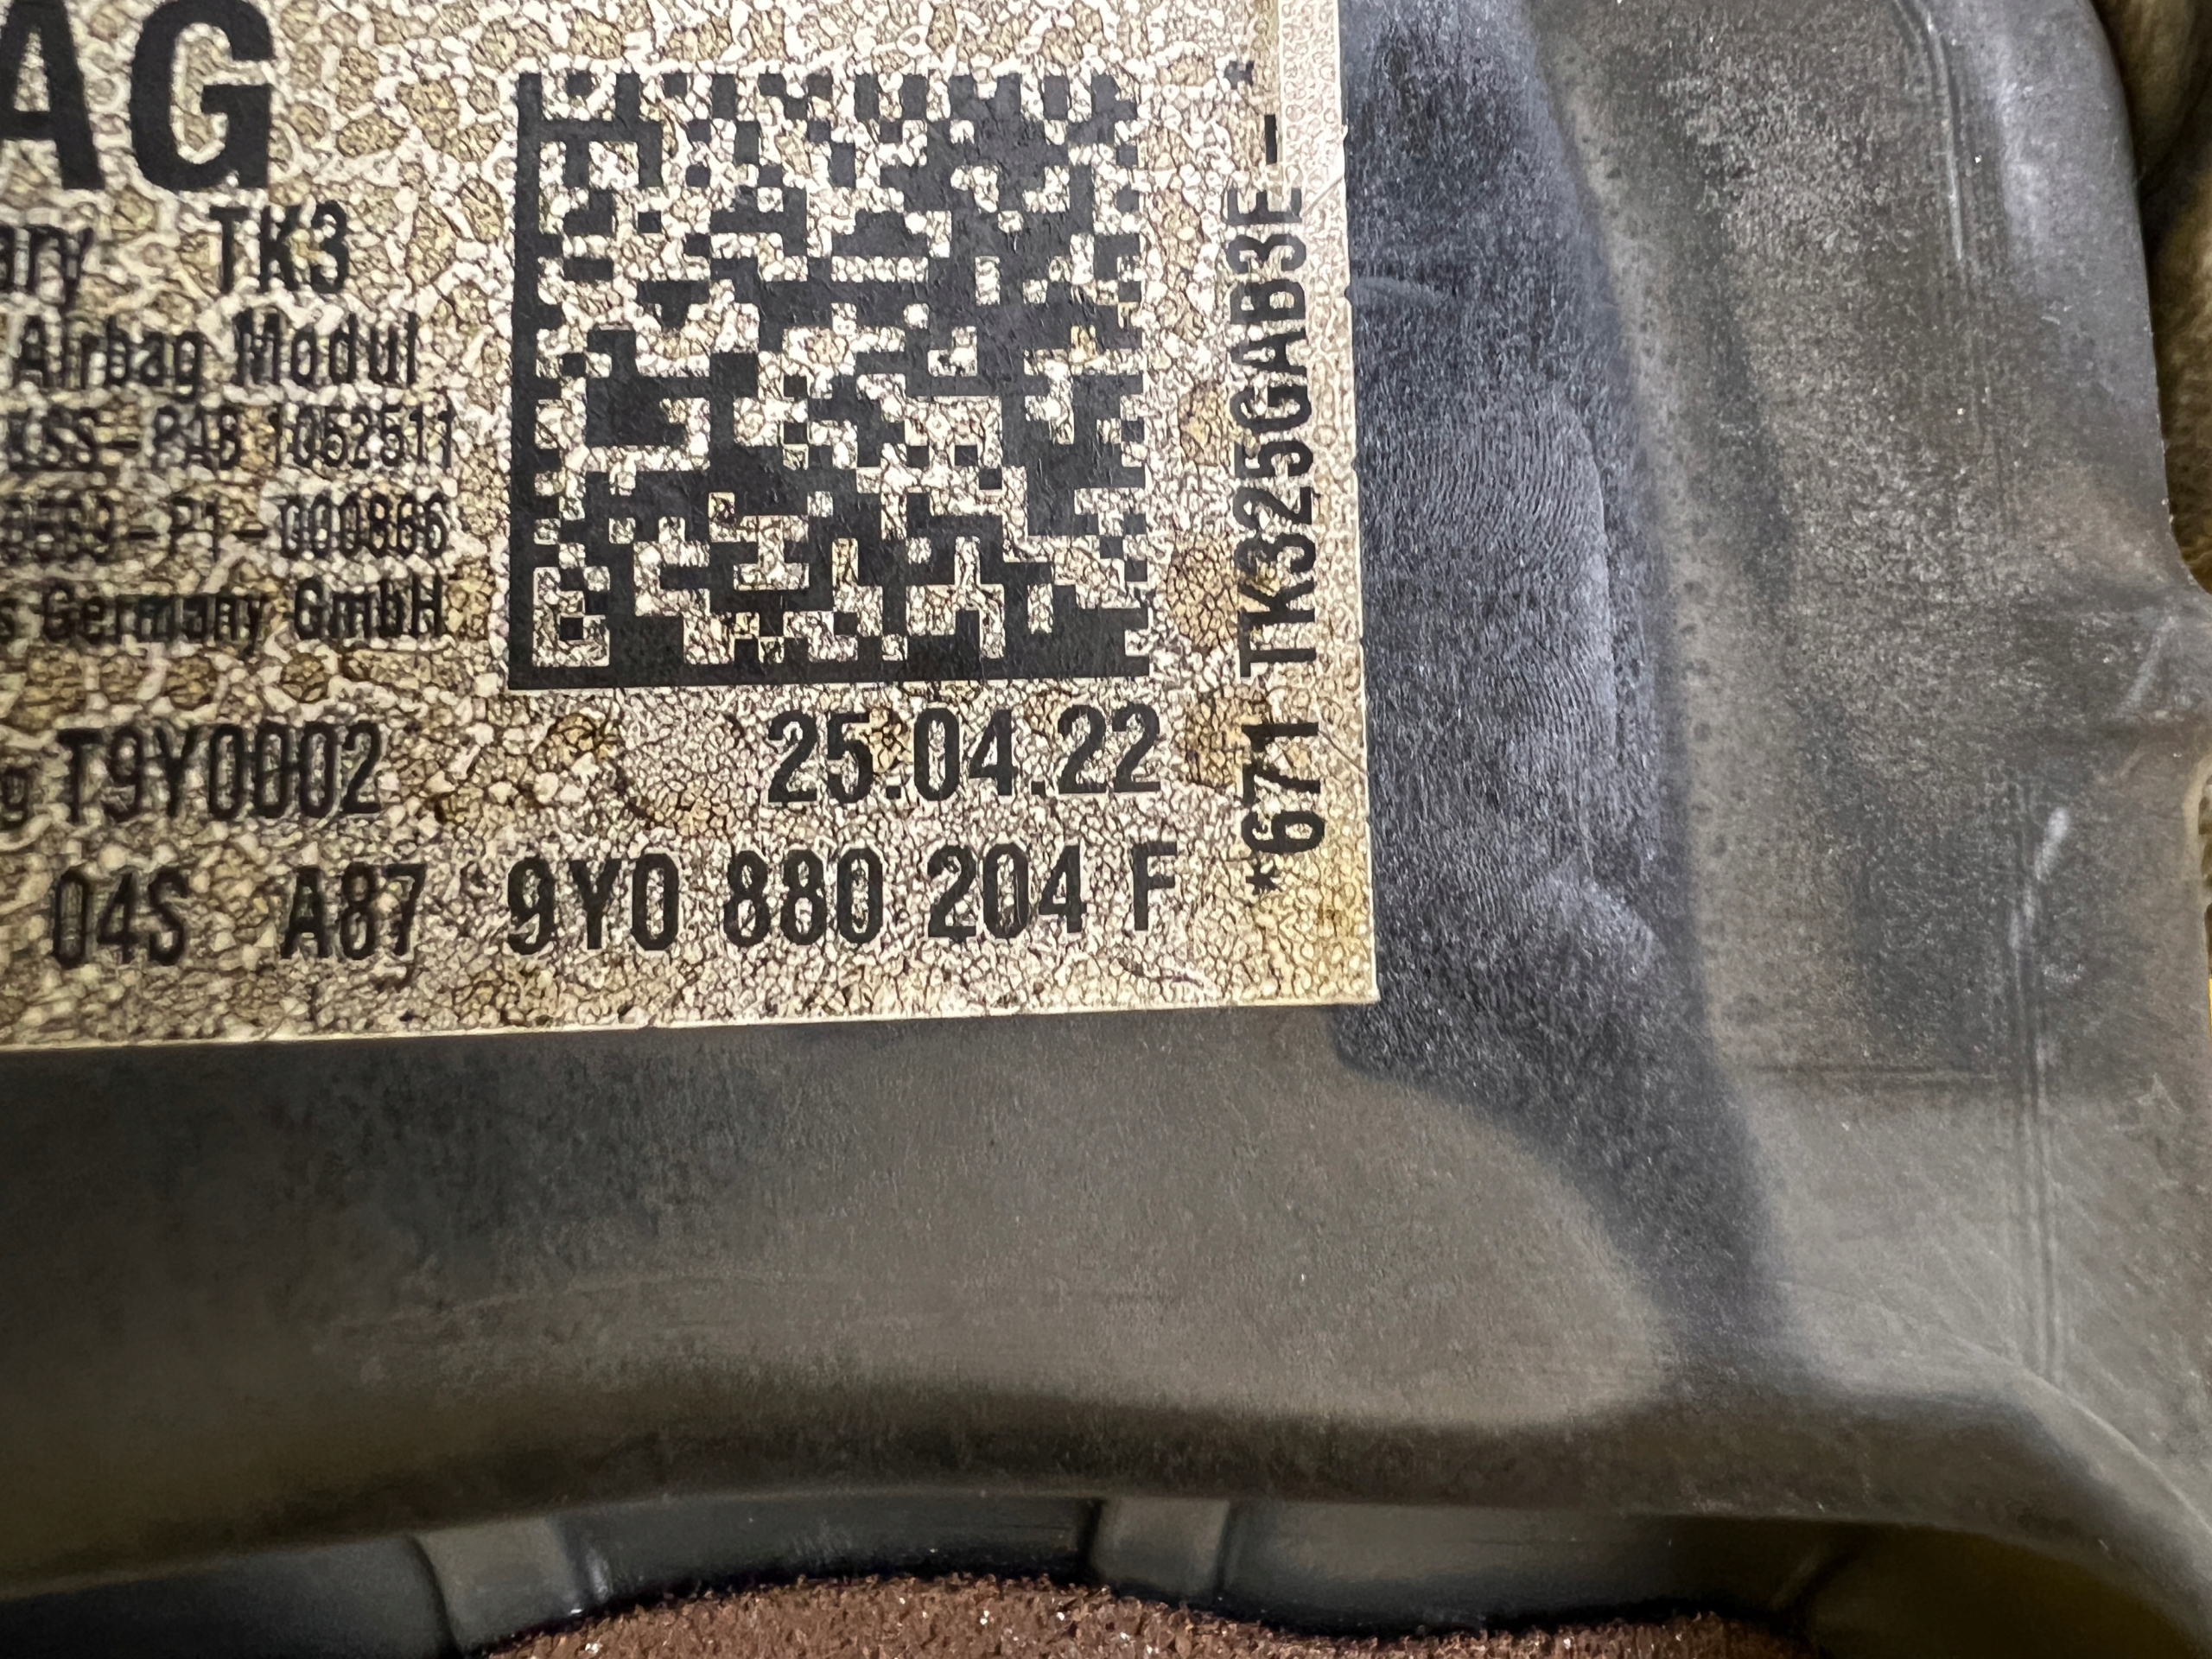 AG
ary TK3
Airbag Modul
KSS-PAB 1052511
0589-P1-000866
s Germany GmbH
g T9Y0002 25.04.22
04S A87 9Y0 880 204 F
*671 TK325GAB3E- *